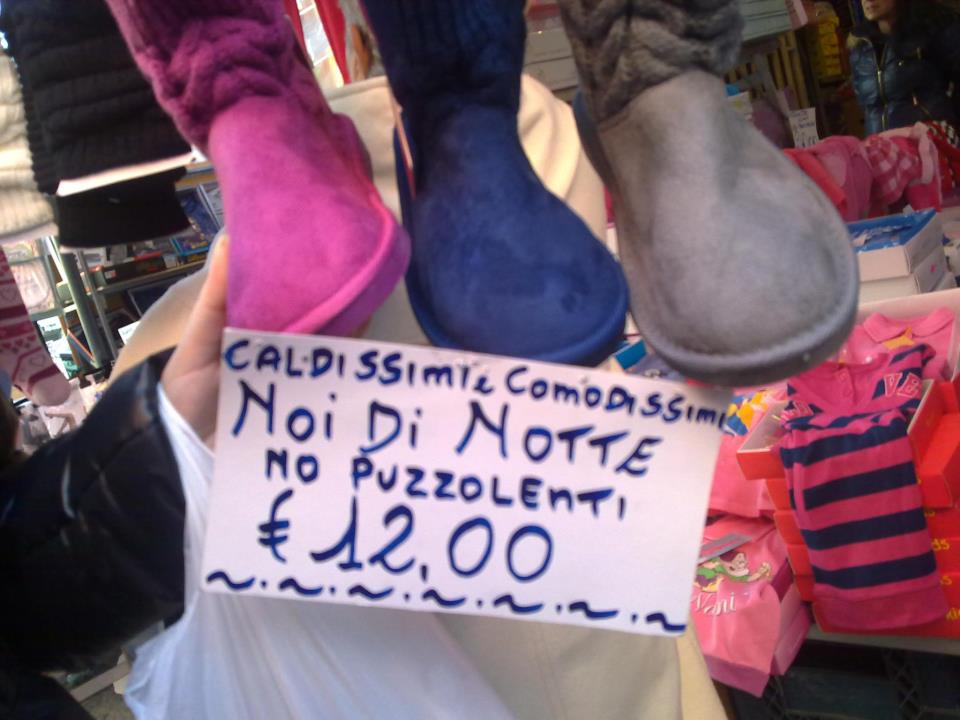 CALDISSIMI e COMODISSIMI
NOI DI NOTTE
NO PUZZOLENTI
€ 12,00